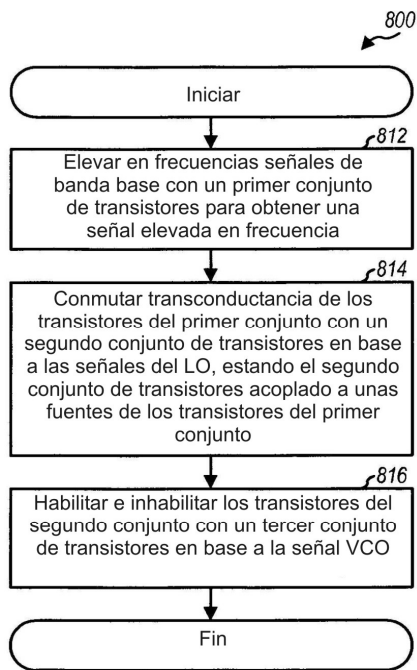 800
Iniciar
812
Elevar en frecuencias señales de
banda base con un primer conjunto
de transistores para obtener una
señal elevada en frecuencia
814
Conmutar transconductancia de los
transistores del primer conjunto con un
segundo conjunto de transistores en base
a las señales del LO, estando el segundo
conjunto de transistores acoplado a unas
fuentes de los transistores del primer
conjunto
816
Habilitar e inhabilitar los transistores del
segundo conjunto con un tercer conjunto
de transistores en base a la señal VCO
Fin